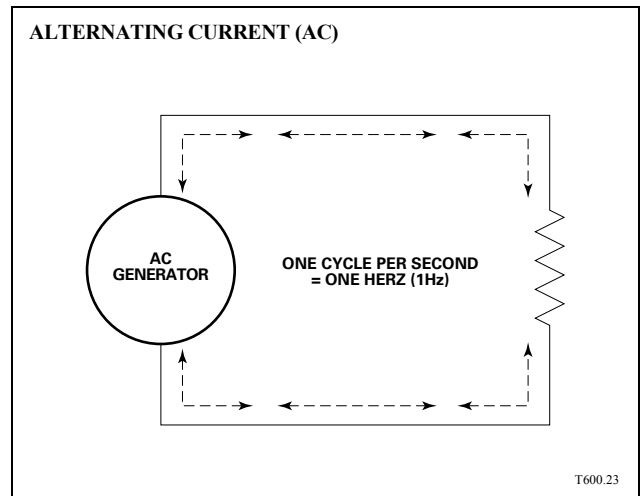 ALTERNATING CURRENT (AC)
AC
GENERATOR
ONE CYCLE PER SECOND
= ONE HERZ (1Hz)
T600.23